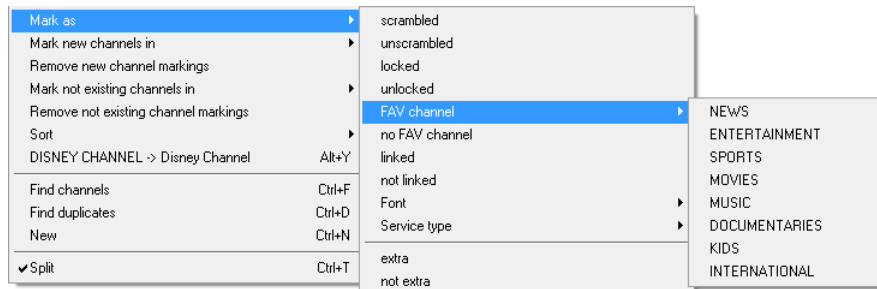 Mark as
Mark new channels in
Remove new channel markings
Mark not existing channels in
Remove not existing channel markings
Sort
DISNEY CHANNEL -> Disney Channel Alt+Y
Find channels Ctrl+F
Find duplicates Ctrl+D
New Ctrl+N
Split Ctrl+T
scrambled
unscrambled
locked
unlocked
FAV channel
no FAV channel
linked
not linked
Font
Service type
extra
not extra
NEWS
ENTERTAINMENT
SPORTS
MOVIES
MUSIC
DOCUMENTARIES
KIDS
INTERNATIONAL